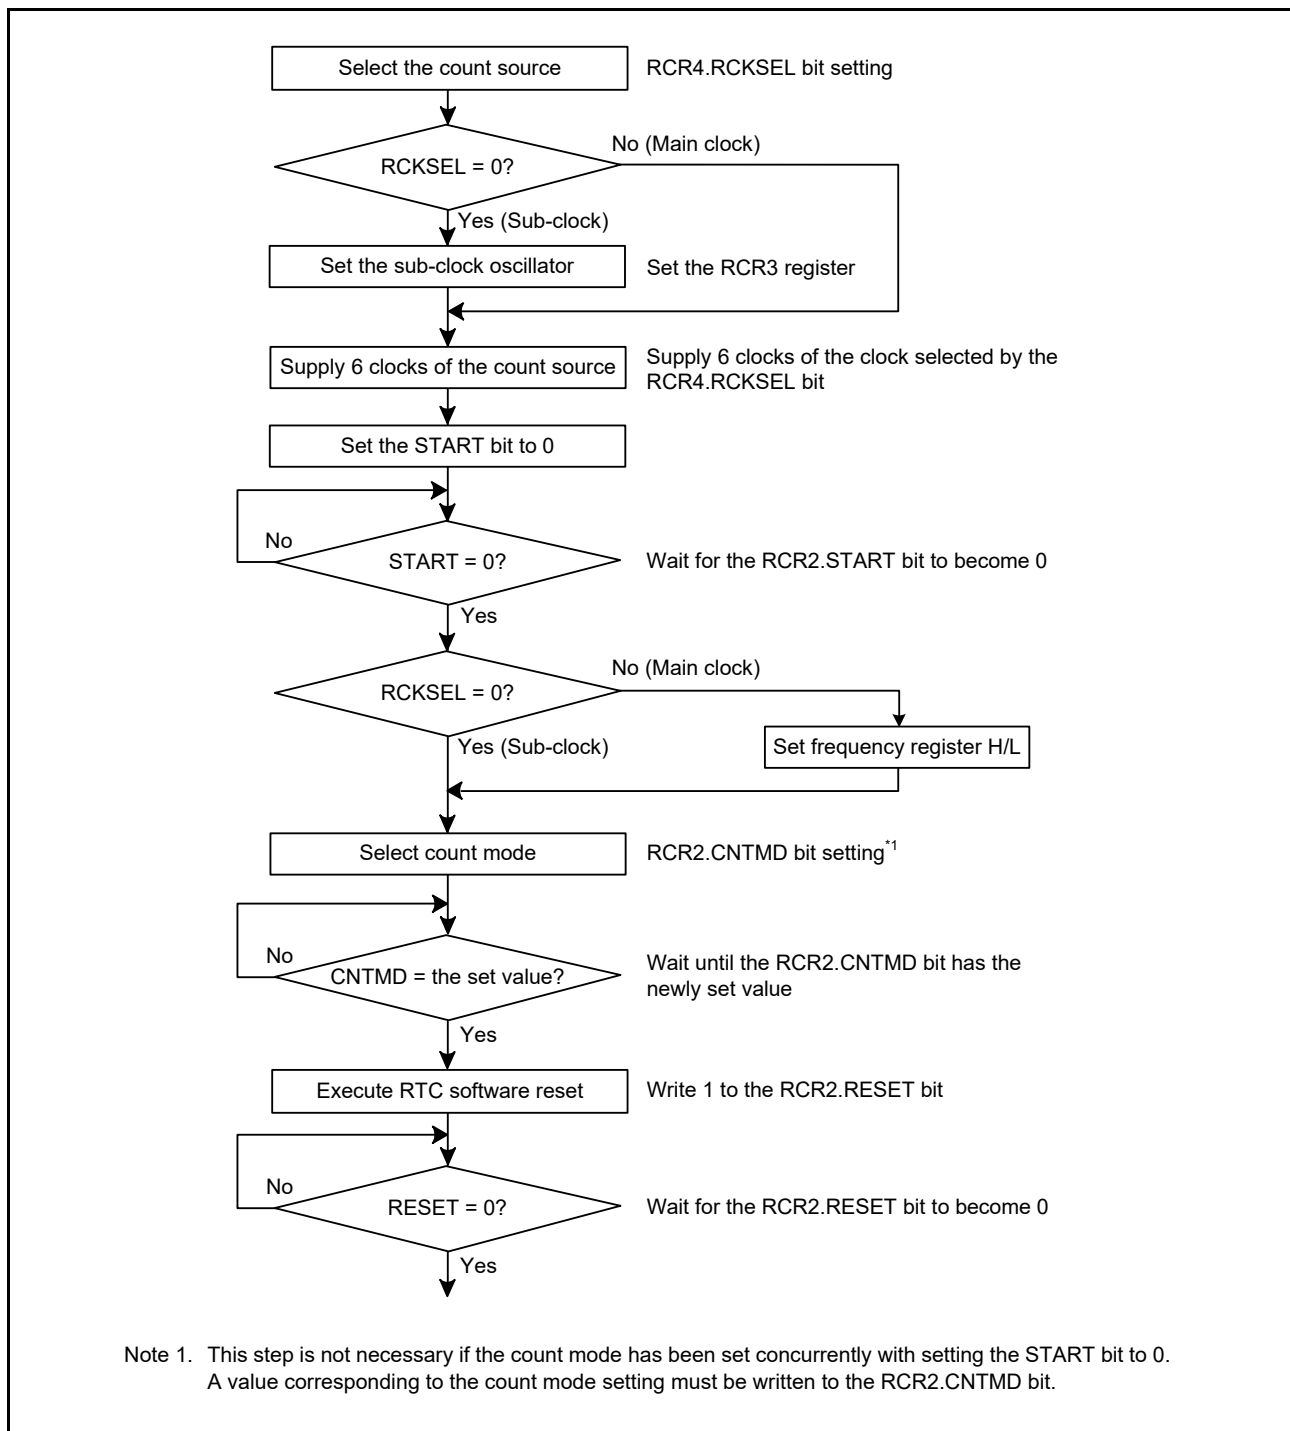 Select the count source
RCR4.RCKSEL bit setting
RCKSEL = 0?
No (Main clock)
Yes (Sub-clock)
Set the sub-clock oscillator
Set the RCR3 register
Supply 6 clocks of the count source
Supply 6 clocks of the clock selected by the
RCR4.RCKSEL bit
Set the START bit to 0
No
START = 0?
Wait for the RCR2.START bit to become 0
Yes
RCKSEL = 0?
No (Main clock)
Yes (Sub-clock)
Set frequency register H/L
Select count mode
RCR2.CNTMD bit setting*1
No
CNTMD = the set value?
Wait until the RCR2.CNTMD bit has the
newly set value
Yes
Execute RTC software reset
Write 1 to the RCR2.RESET bit
No
RESET = 0?
Wait for the RCR2.RESET bit to become 0
Yes
Note 1. This step is not necessary if the count mode has been set concurrently with setting the START bit to 0.
A value corresponding to the count mode setting must be written to the RCR2.CNTMD bit.